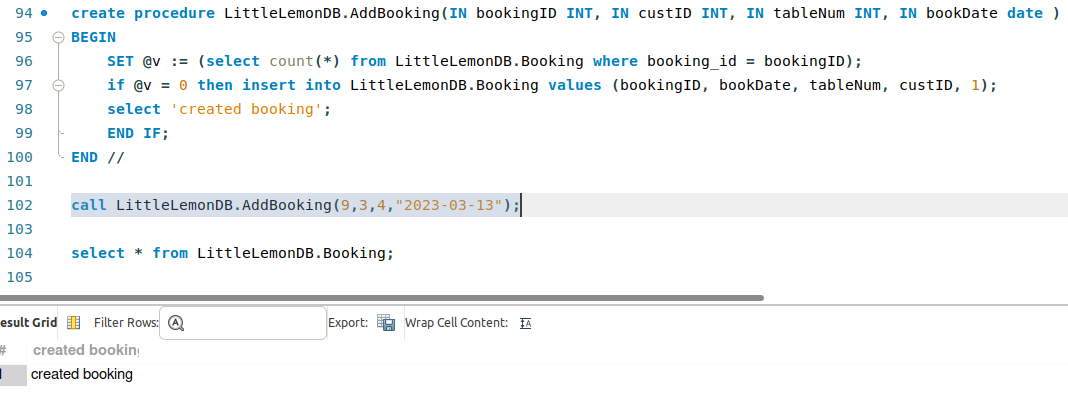 94 create procedure LittleLemonDB.AddBooking(IN bookingID INT, IN custID INT, IN tableNum INT, IN bookDate date )
95 BEGIN
96 SET @v := (select count(*) from LittleLemonDB.Booking where booking_id = bookingID);
97 if @v = 0 then insert into LittleLemonDB.Booking values (bookingID, bookDate, tableNum, custID, 1);
98 select 'created booking';
99 END IF;
100 END //
101
102 call LittleLemonDB.AddBooking(9,3,4,"2023-03-13");
103
104 select * from LittleLemonDB.Booking;
105
esult Grid Filter Rows: Export: Wrap Cell Content: IA
# created bookin
1 created booking